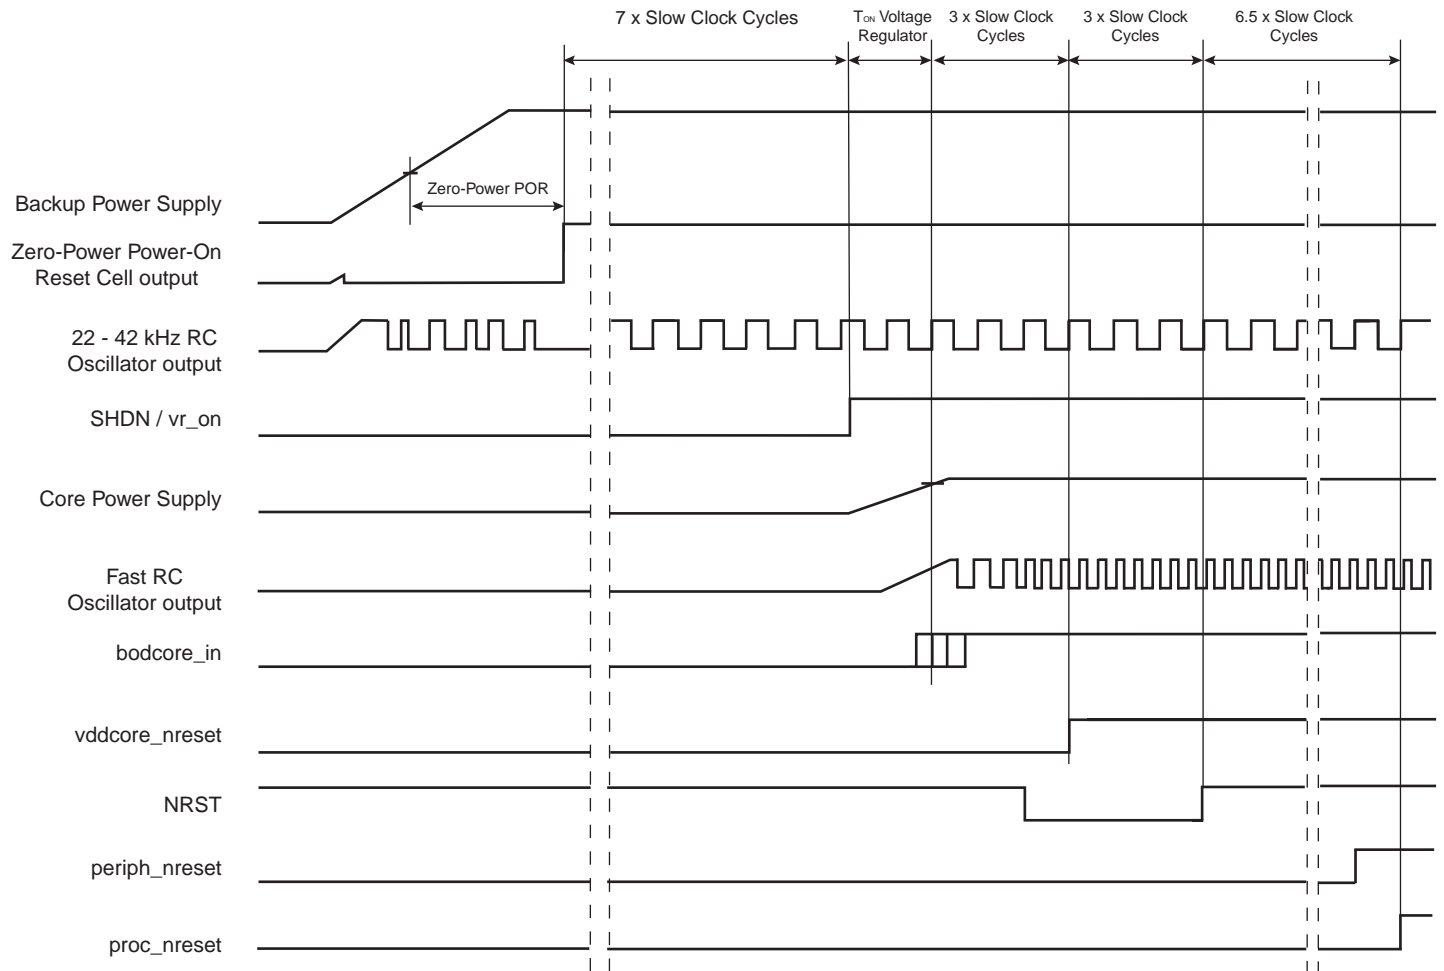 7 x Slow Clock Cycles
TON Voltage
Regulator
3 x Slow Clock
Cycles
3 x Slow Clock
Cycles
6.5 x Slow Clock
Cycles
Zero-Power POR
Backup Power Supply
Zero-Power Power-On
Reset Cell output
22 - 42 kHz RC
Oscillator output
SHDN / vr_on
Core Power Supply
Fast RC
Oscillator output
bodcore_in
vddcore_nreset
NRST
periph_nreset
proc_nreset